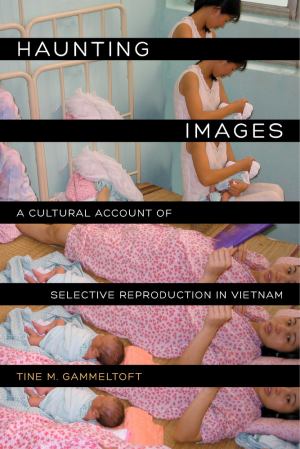 HAUNTING
IMAGES
A CULTURAL ACCOUNT OF
SELECTIVE REPRODUCTION IN VIETNAM
TINE M. GAMMELTOFT